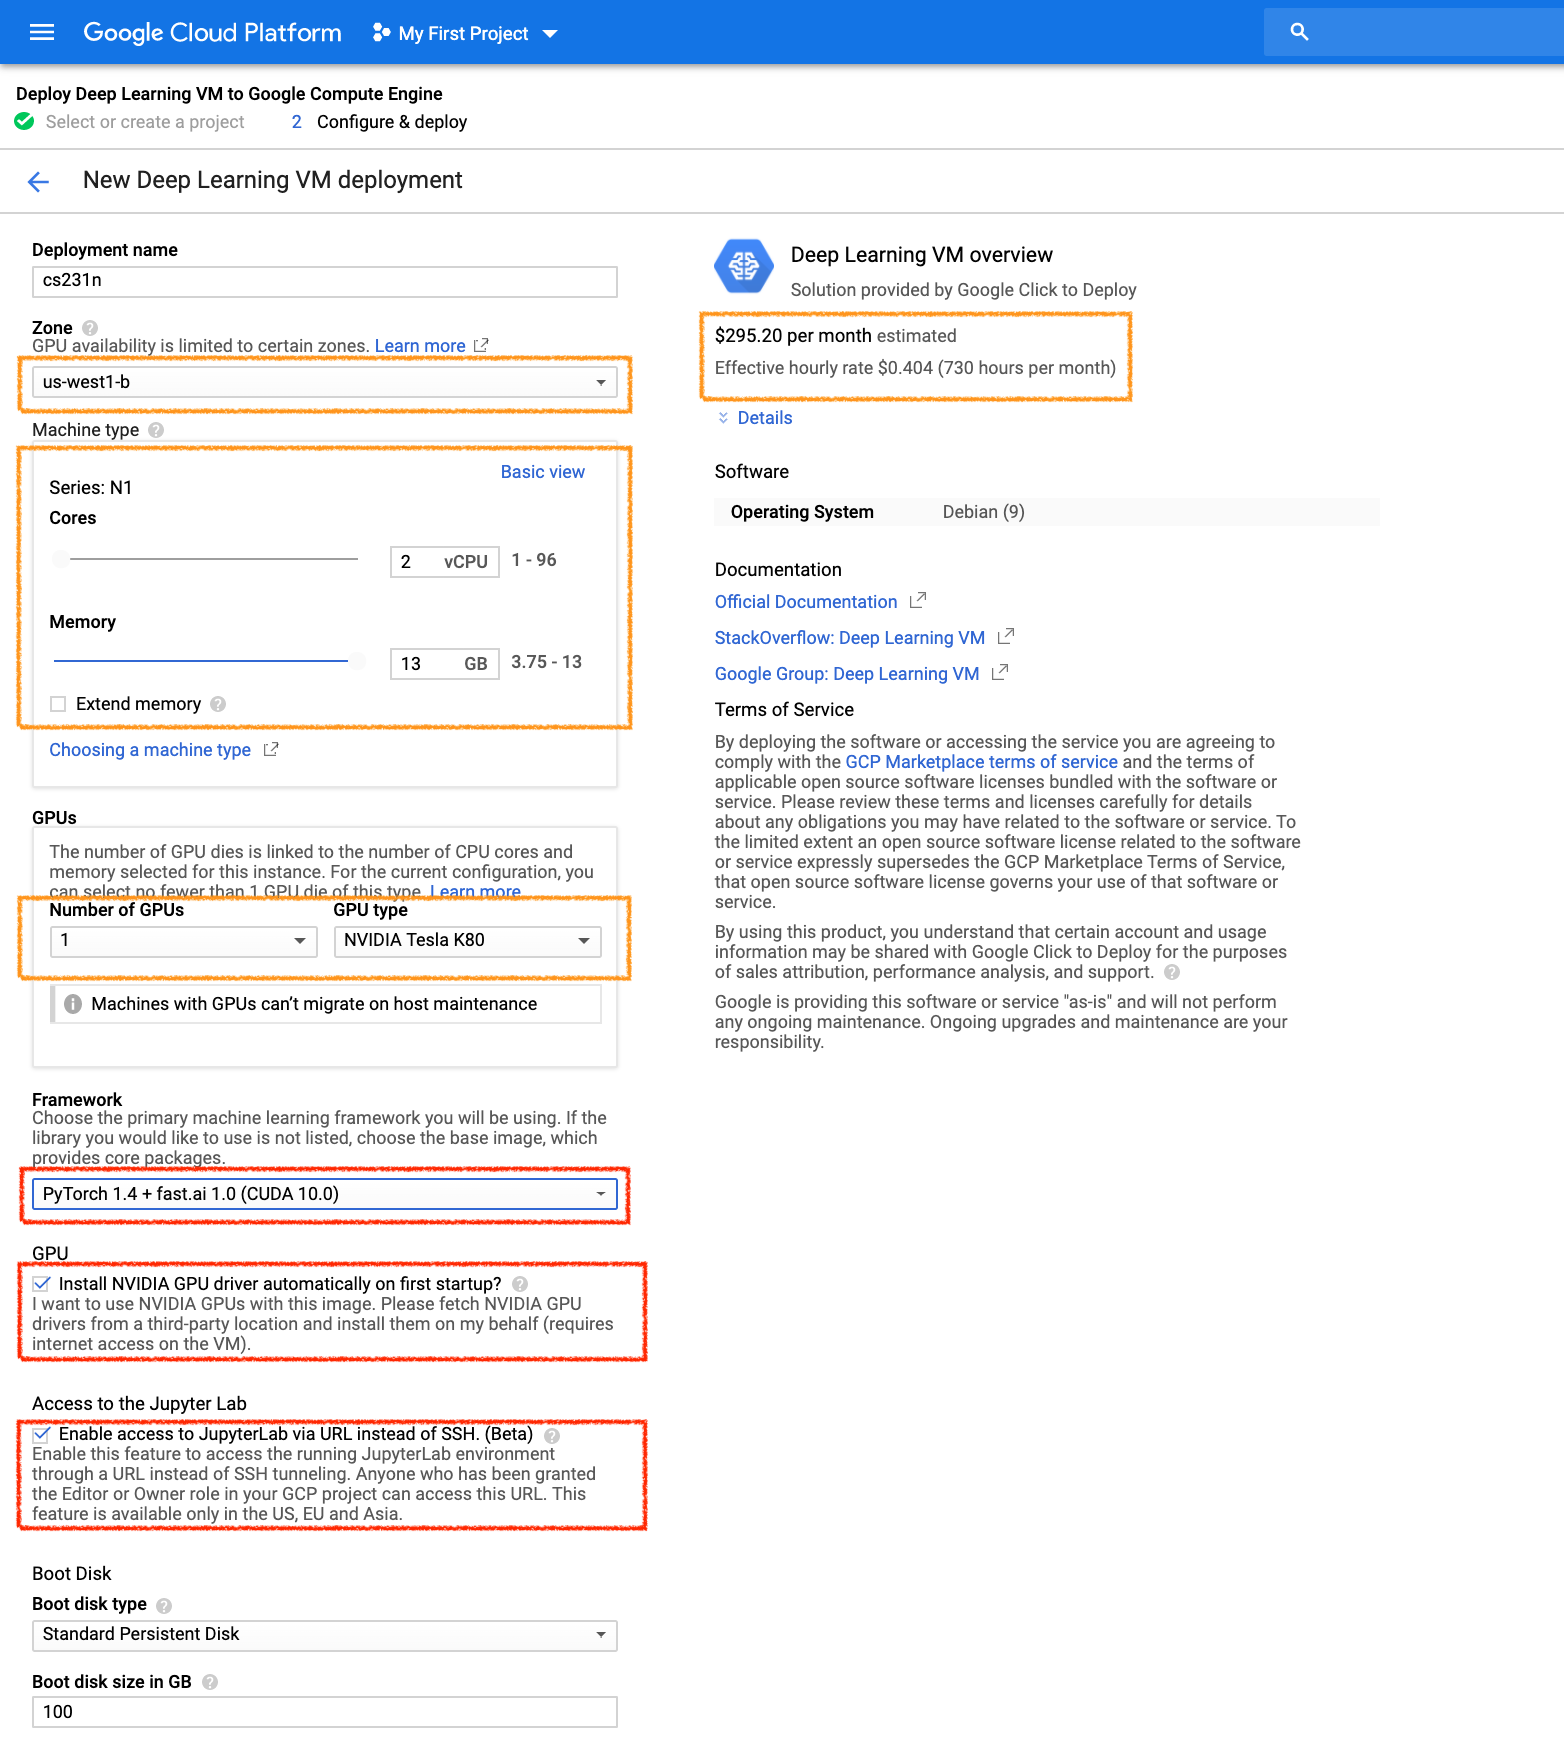 Google Cloud Platform
My First Project
Deploy Deep Learning VM to Google Compute Engine
Select or create a project
2 Configure & deploy
New Deep Learning VM deployment
Deployment name
cs231n
Zone
GPU availability is limited to certain zones. Learn more
us-west1-b
Machine type
Basic view
Series: N1
Cores
2 vCPU 1 - 96
Memory
13 GB 3.75 - 13
Extend memory
Choosing a machine type
GPUs
The number of GPU dies is linked to the number of CPU cores and
memory selected for this instance. For the current configuration, you
can select no fewer than 1 GPU die of this type. Learn more
Number of GPUs GPU type
1 NVIDIA Tesla K80
Machines with GPUs can't migrate on host maintenance
Framework
Choose the primary machine learning framework you will be using. If the
library you would like to use is not listed, choose the base image, which
provides core packages.
PyTorch 1.4 + fast.ai 1.0 (CUDA 10.0)
GPU
Install NVIDIA GPU driver automatically on first startup?
I want to use NVIDIA GPUs with this image. Please fetch NVIDIA GPU
drivers from a third-party location and install them on my behalf (requires
internet access on the VM).
Access to the Jupyter Lab
Enable access to JupyterLab via URL instead of SSH. (Beta)
Enable this feature to access the running JupyterLab environment
through a URL instead of SSH tunneling. Anyone who has been granted
the Editor or Owner role in your GCP project can access this URL. This
feature is available only in the US, EU and Asia.
Boot Disk
Boot disk type
Standard Persistent Disk
Boot disk size in GB
100
Deep Learning VM overview
Solution provided by Google Click to Deploy
$295.20 per month estimated
Effective hourly rate $0.404 (730 hours per month)
Details
Software
Operating System Debian (9)
Documentation
Official Documentation
StackOverflow: Deep Learning VM
Google Group: Deep Learning VM
Terms of Service
By deploying the software or accessing the service you are agreeing to
comply with the GCP Marketplace terms of service and the terms of
applicable open source software licenses bundled with the software or
service. Please review these terms and licenses carefully for details
about any obligations you may have related to the software or service. To
the limited extent an open source software license related to the software
or service expressly supersedes the GCP Marketplace Terms of Service,
that open source software license governs your use of that software or
service.
By using this product, you understand that certain account and usage
information may be shared with Google Click to Deploy for the purposes
of sales attribution, performance analysis, and support.
Google is providing this software or service "as-is" and will not perform
any ongoing maintenance. Ongoing upgrades and maintenance are your
responsibility.